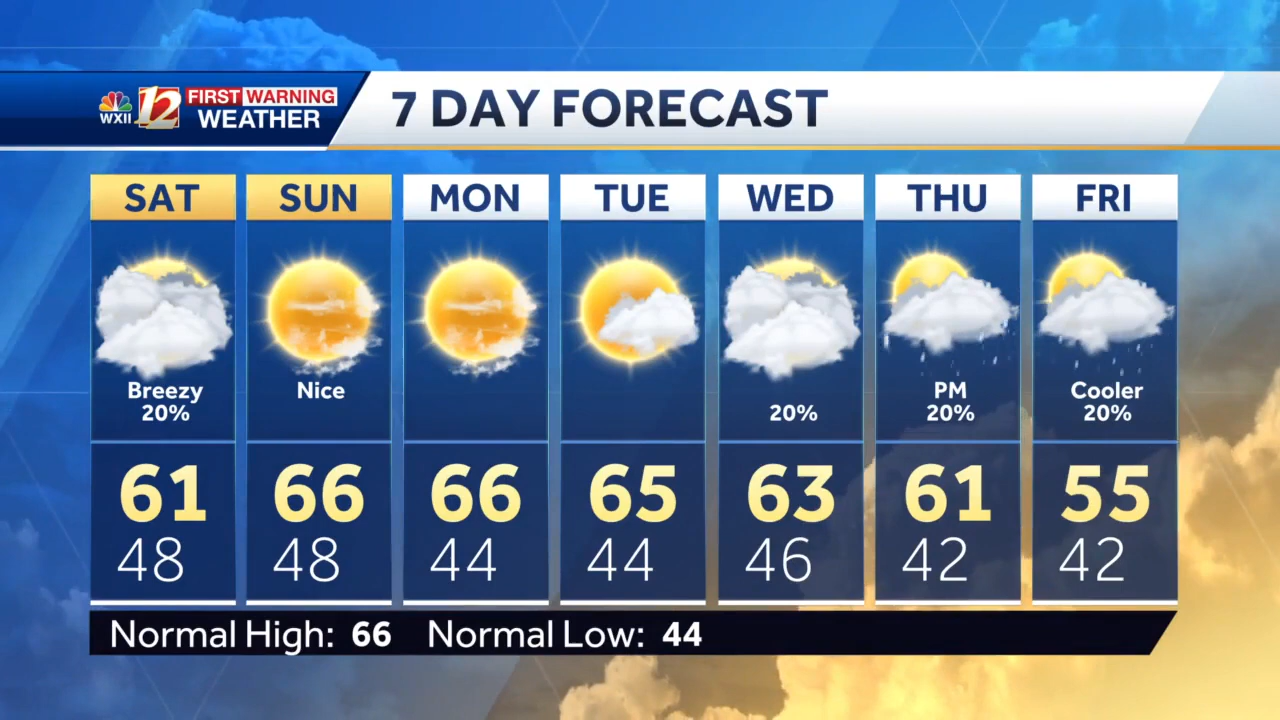 WXII 12 FIRST WARNING
WEATHER
7 DAY FORECAST
SAT SUN MON TUE WED THU FRI
Breezy Nice PM Cooler
20% 20% 20% 20%
61 66 66 65 63 61 55
48 48 44 44 46 42 42
Normal High: 66 Normal Low: 44